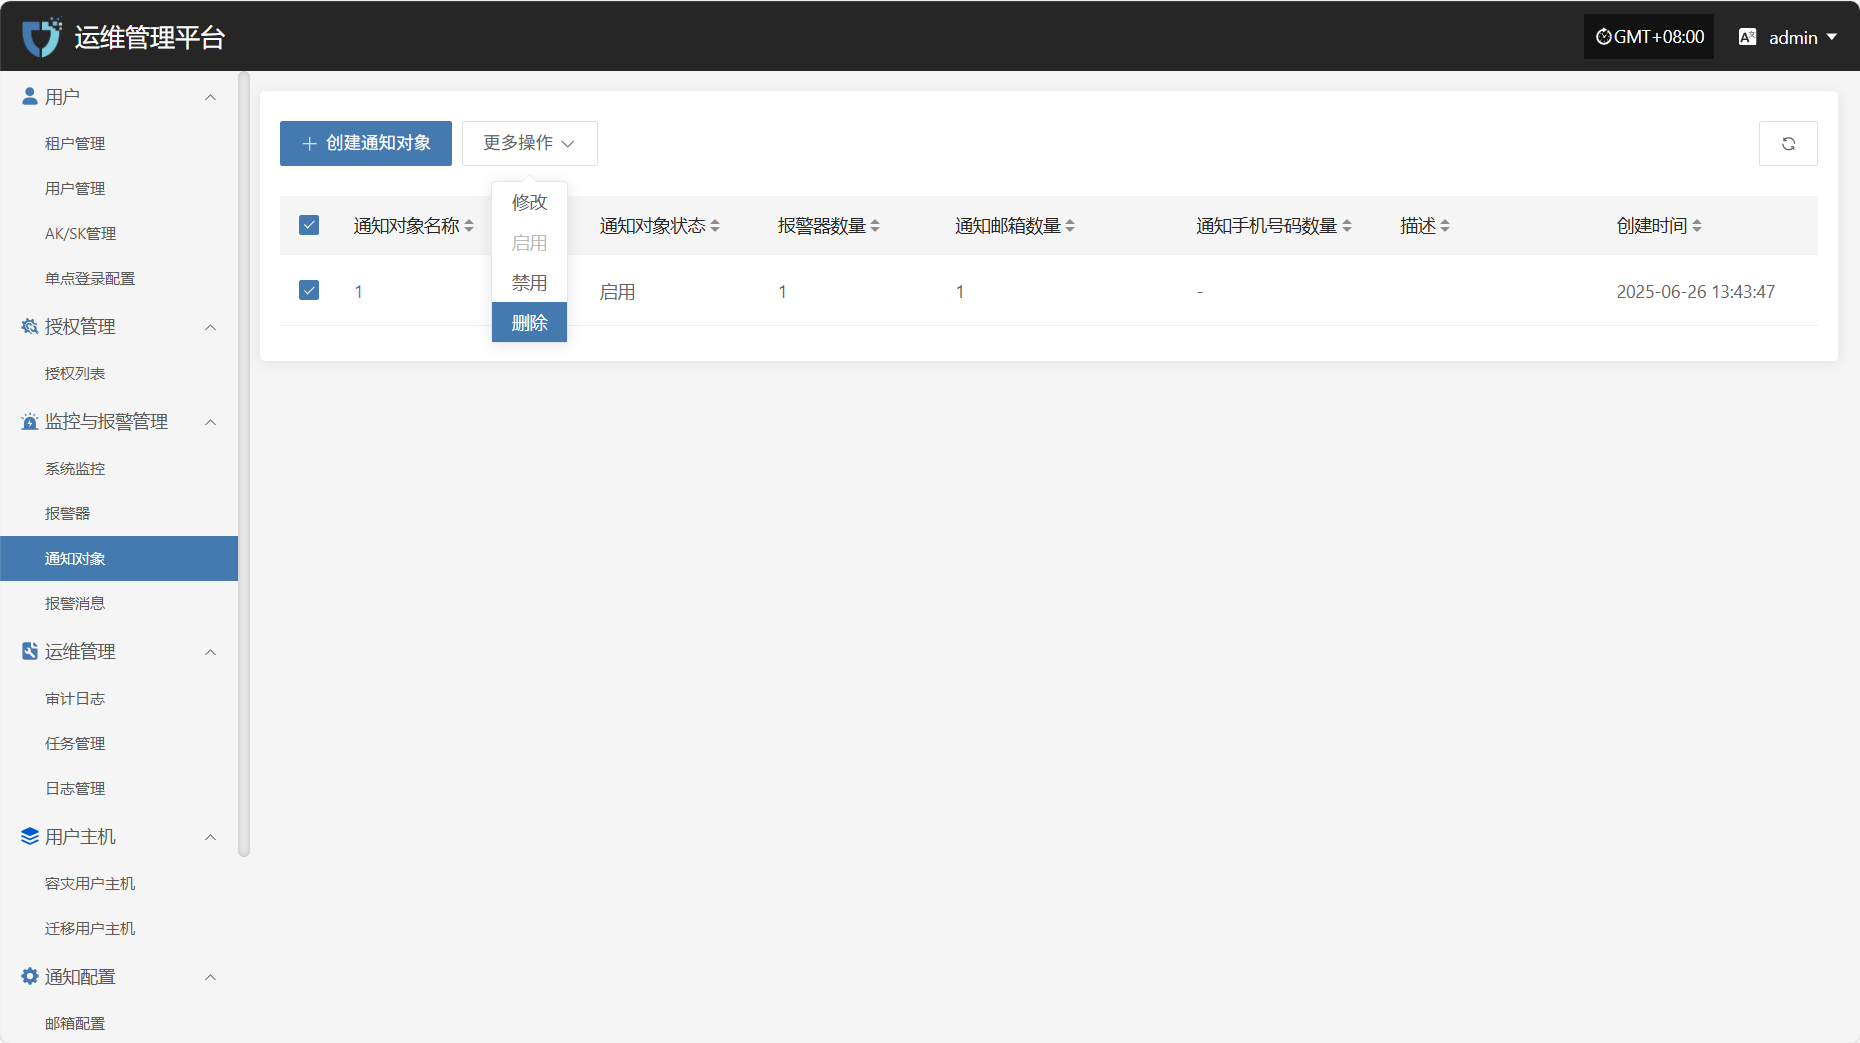 运维管理平台
GMT+08:00
admin
用户
租户管理
用户管理
AK/SK管理
单点登录配置
授权管理
授权列表
监控与报警管理
系统监控
报警器
通知对象
报警消息
运维管理
审计日志
任务管理
日志管理
用户主机
容灾用户主机
迁移用户主机
通知配置
邮箱配置
创建通知对象
更多操作
修改
启用
禁用
删除
通知对象名称 通知对象状态 报警器数量 通知邮箱数量 通知手机号码数量 描述 创建时间
1 启用 1 1 - 2025-06-26 13:43:47